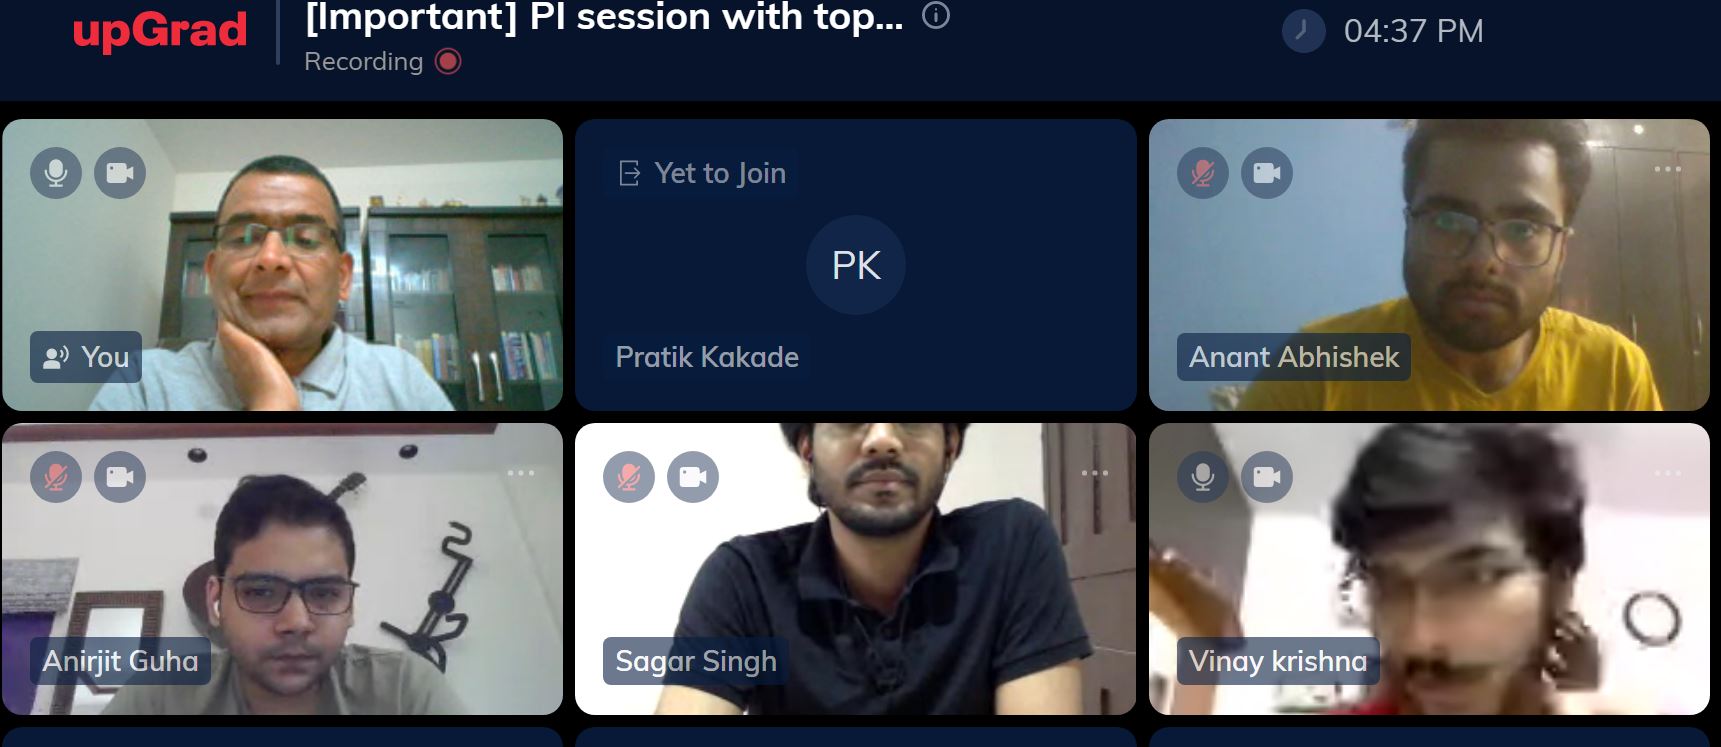 upGrad
[Important] PI session with top...
Recording
04:37 PM
You
Yet to Join
PK
Pratik Kakade
Anant Abhishek
Anirjit Guha
Sagar Singh
Vinay krishna